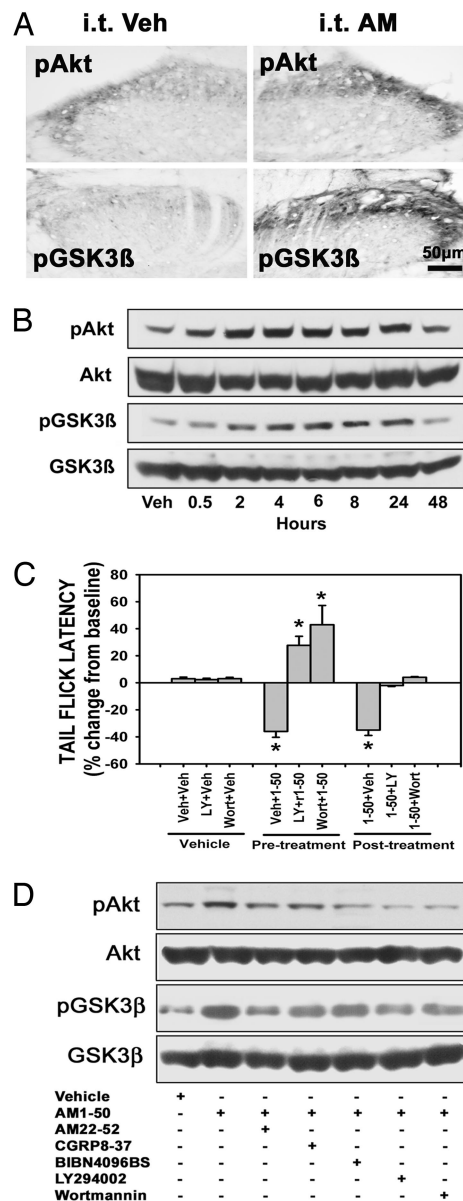 A
i.t. Veh
i.t. AM
pAkt
pAkt
pGSK3ß
pGSK3ß
50µm
B
pAkt
Akt
pGSK3ß
GSK3ß
Veh 0.5 2 4 6 8 24 48
Hours
C
TAIL FLICK LATENCY
(% change from baseline)
80
60
40
20
0
-20
-40
-60
*
*
*
*
Veh+Veh
LY+Veh
Wort+Veh
Veh+1-50
LY+r1-50
Wort+1-50
1-50+Veh
1-50+LY
1-50+Wort
Vehicle
Pre-treatment
Post-treatment
D
pAkt
Akt
pGSK3β
GSK3β
Vehicle + - - - - - -
AM1-50 - + + + + + +
AM22-52 - - + - - - -
CGRP8-37 - - - + - - -
BIBN4096BS - - - - + - -
LY294002 - - - - - + -
Wortmannin - - - - - - +